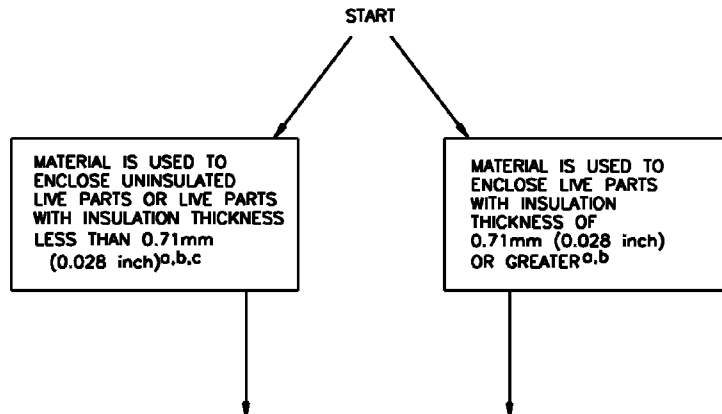 START
MATERIAL IS USED TO
ENCLOSE UNINSULATED
LIVE PARTS OR LIVE PARTS
WITH INSULATION THICKNESS
LESS THAN 0.71mm
(0.028 inch)a,b,c
MATERIAL IS USED TO
ENCLOSE LIVE PARTS
WITH INSULATION
THICKNESS OF
0.71mm (0.028 inch)
OR GREATERa,b